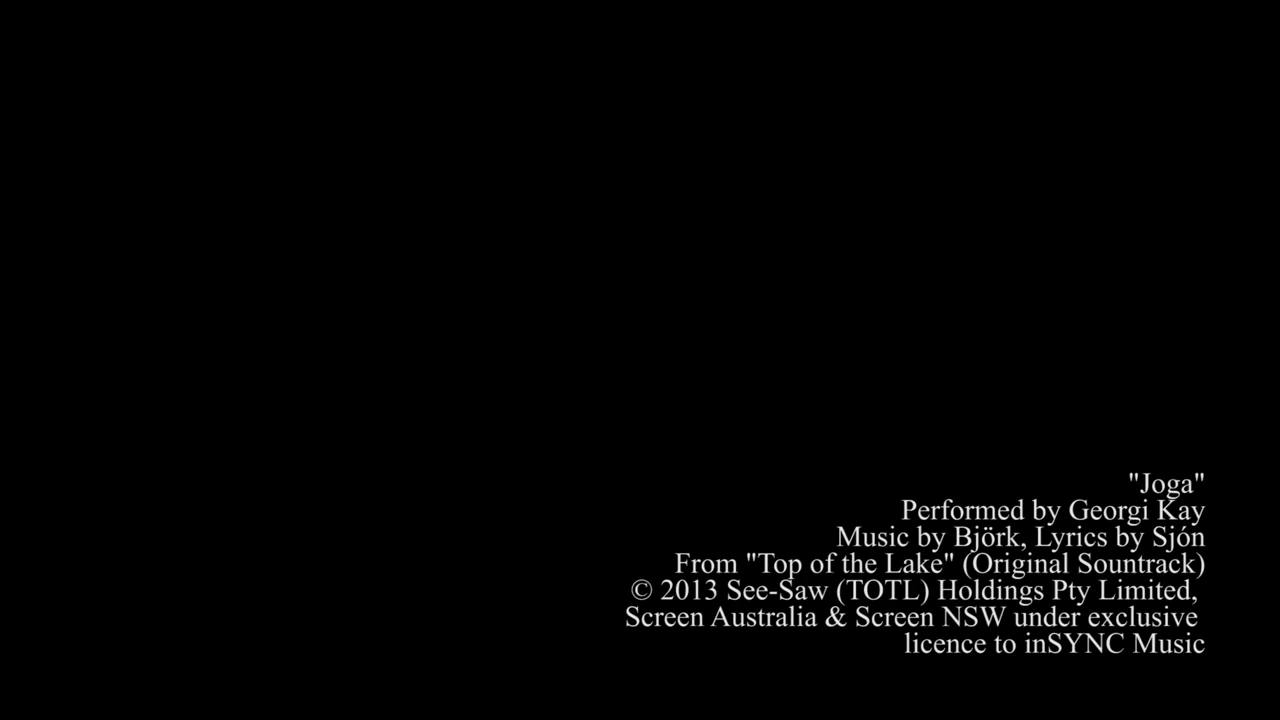 "Joga"
Performed by Georgi Kay
Music by Björk, Lyrics by Sjón
From "Top of the Lake" (Original Sountrack)
© 2013 See-Saw (TOTL) Holdings Pty Limited,
Screen Australia & Screen NSW under exclusive
licence to inSYNC Music